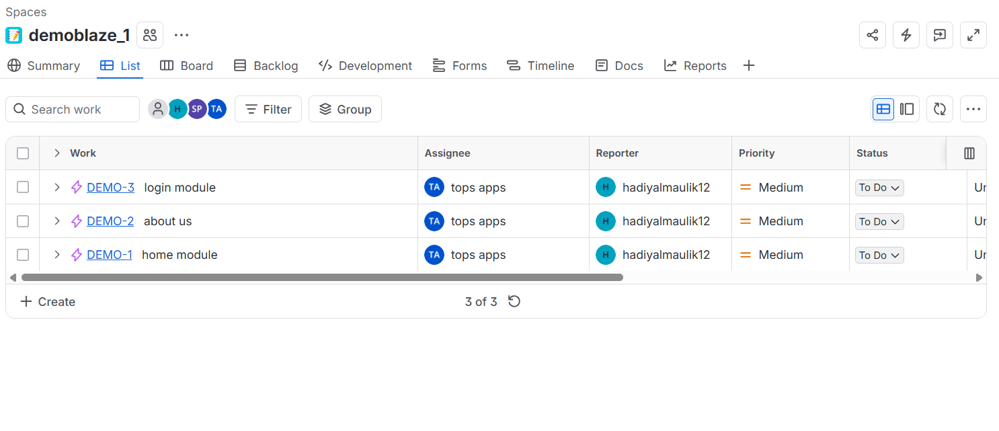 Spaces
demoblaze_1
Summary List Board Backlog Development Forms Timeline Docs Reports
Search work H SP TA Filter Group
Work Assignee Reporter Priority Status
DEMO-3 login module TA tops apps H hadiyalmaulik12 Medium To Do Ur
DEMO-2 about us TA tops apps H hadiyalmaulik12 Medium To Do Ur
DEMO-1 home module TA tops apps H hadiyalmaulik12 Medium To Do Ur
Create 3 of 3